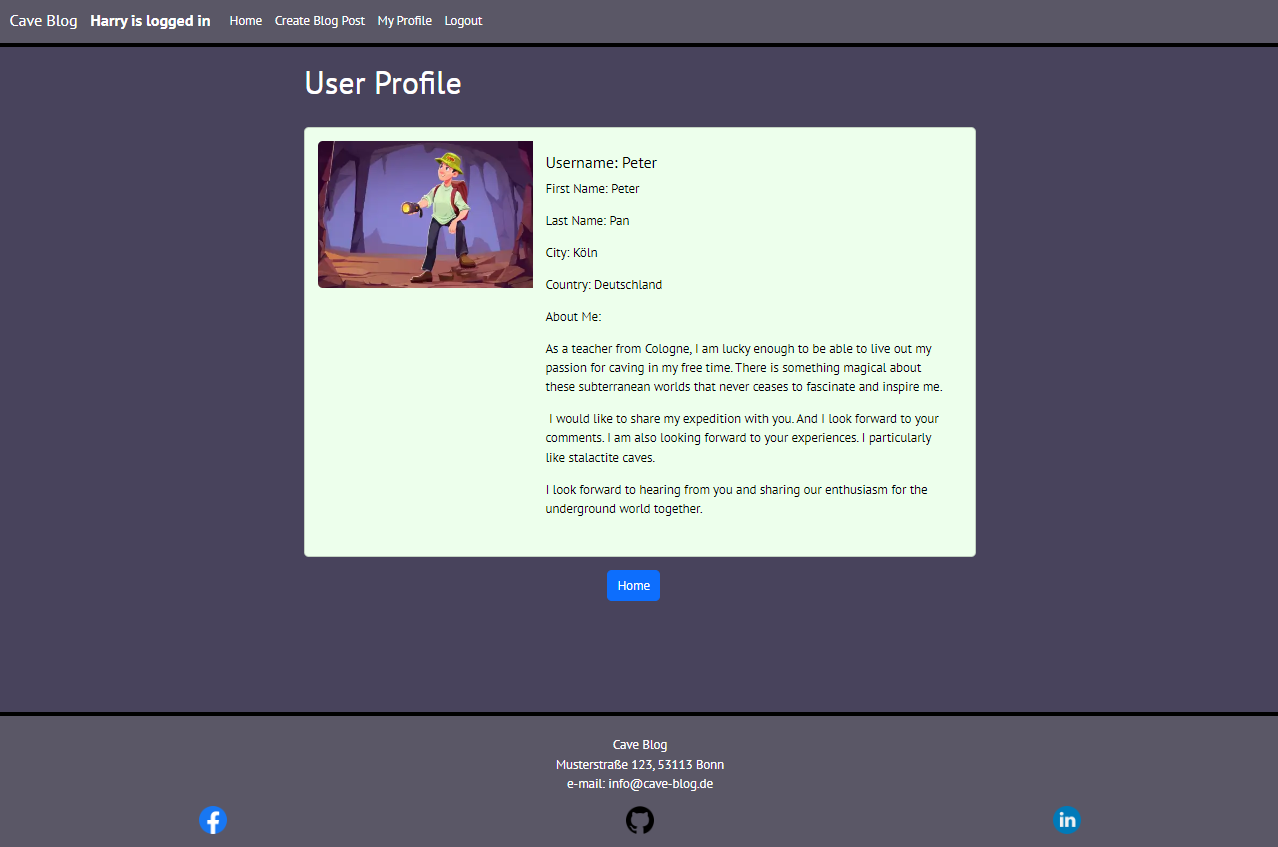 Cave Blog Harry is logged in Home Create Blog Post My Profile Logout
User Profile
Username: Peter
First Name: Peter
Last Name: Pan
City: Köln
Country: Deutschland
About Me:
As a teacher from Cologne, I am lucky enough to be able to live out my
passion for caving in my free time. There is something magical about
these subterranean worlds that never ceases to fascinate and inspire me.
I would like to share my expedition with you. And I look forward to your
comments. I am also looking forward to your experiences. I particularly
like stalactite caves.
I look forward to hearing from you and sharing our enthusiasm for the
underground world together.
Home
Cave Blog
Musterstraße 123, 53113 Bonn
e-mail: info@cave-blog.de
f
in